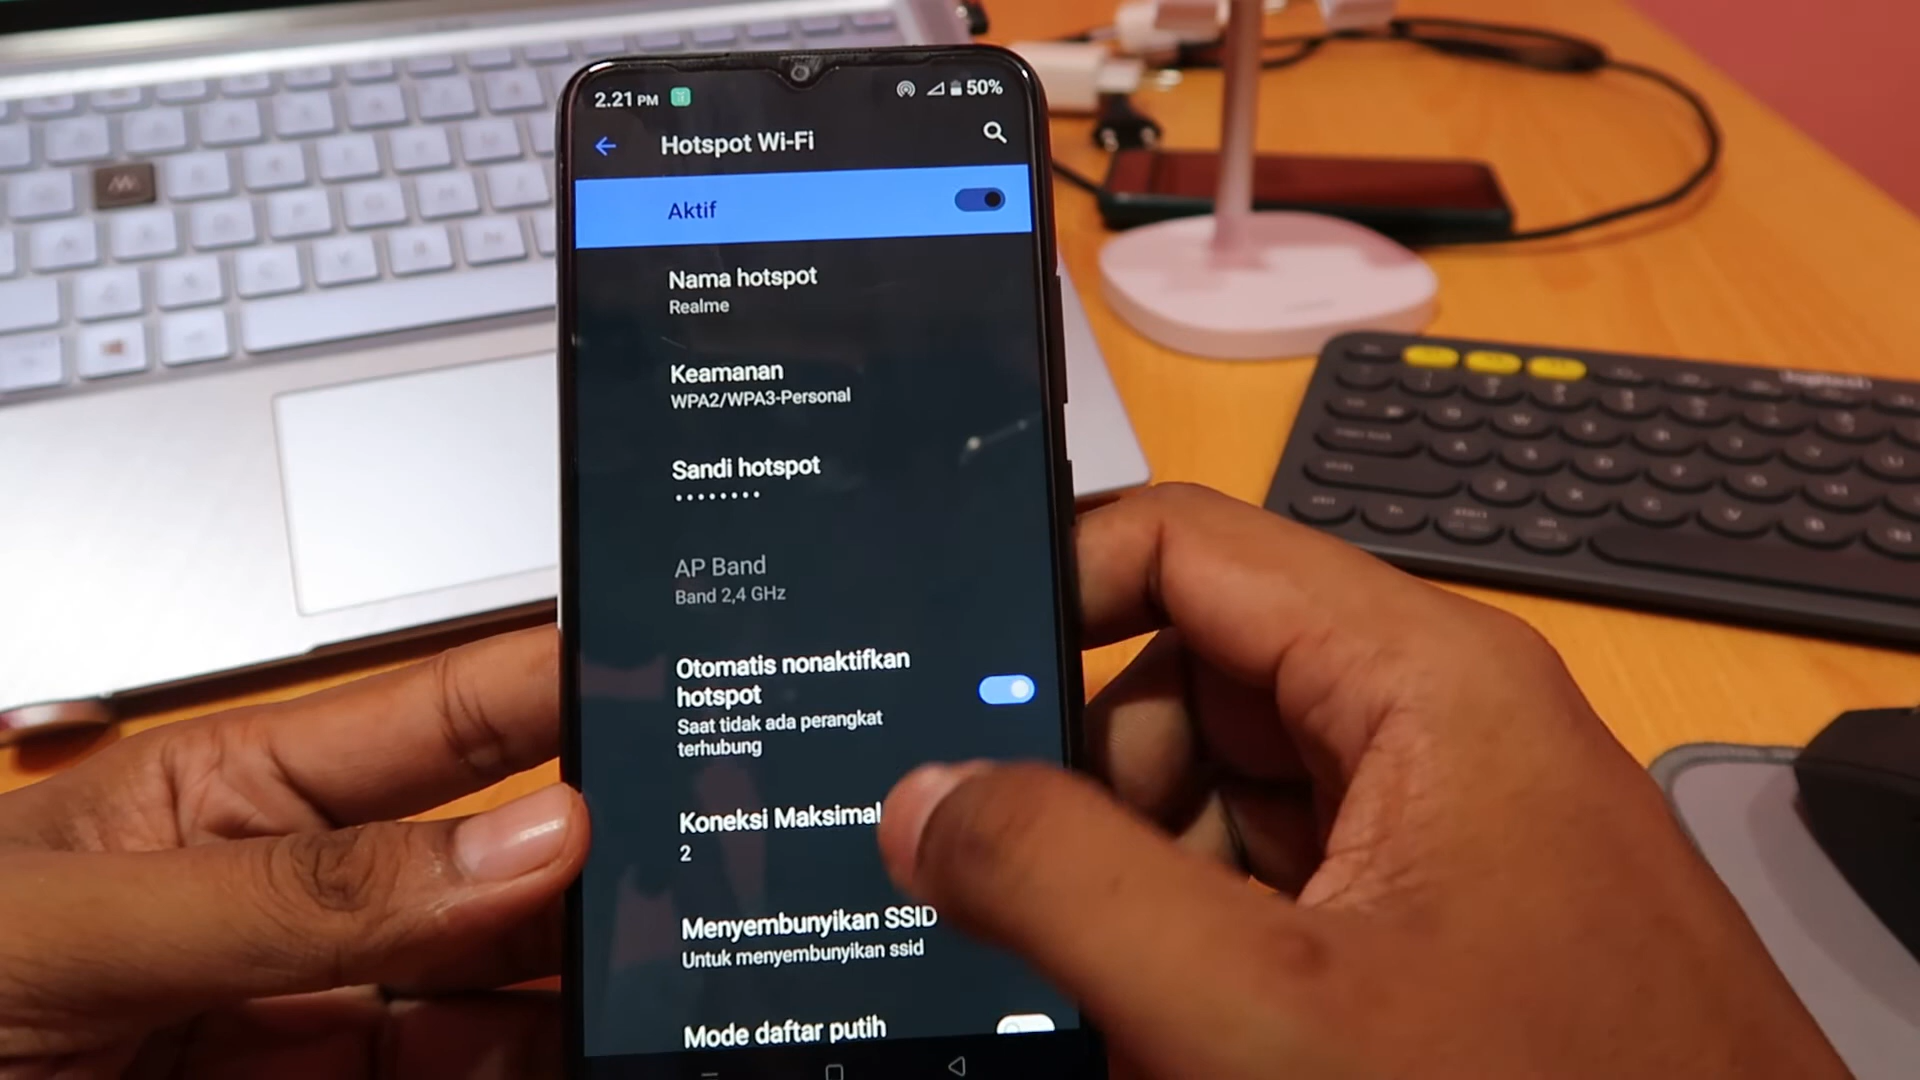 2.21 PM
50%
Hotspot Wi-Fi
Aktif
Nama hotspot
Realme
Keamanan
WPA2/WPA3-Personal
Sandi hotspot
AP Band
Band 2,4 GHz
Otomatis nonaktifkan
hotspot
Saat tidak ada perangkat
terhubung
Koneksi Maksimal
2
Menyembunyikan SSID
Untuk menyembunyikan ssid
Mode daftar putih